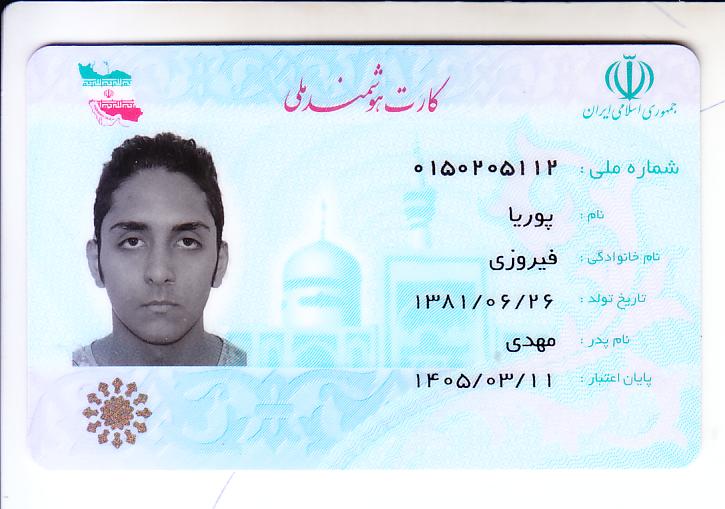 جمهوری اسلامی ایران
کارت هوشمند ملی
شماره ملی: ۰۱۵۰۲۰۵۱۱۲
نام: پوریا
نام خانوادگی: فیروزی
تاریخ تولد: ۱۳۸۱/۰۶/۲۶
نام پدر: مهدی
پایان اعتبار: ۱۴۰۵/۰۳/۱۱